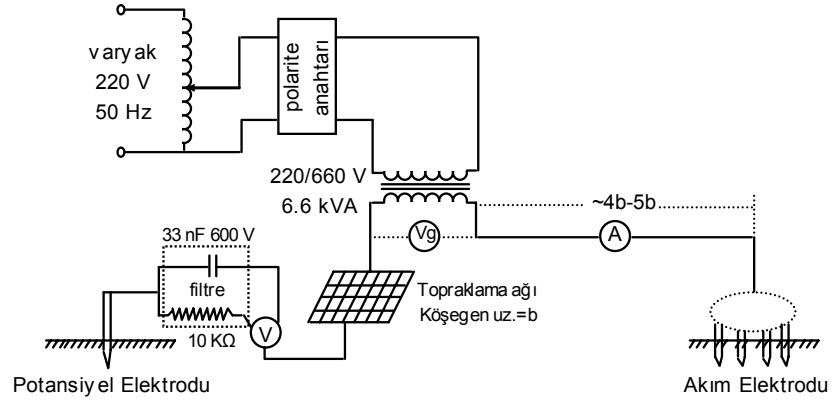 varyak
220 V
50 Hz
polarite
anahtarı
220/660 V
6.6 kVA
~4b-5b
Vg
A
33 nF 600 V
filtre
10 KΩ
V
Topraklama ağı
Köşegen uz.=b
Potansiyel Elektrodu
Akım Elektrodu